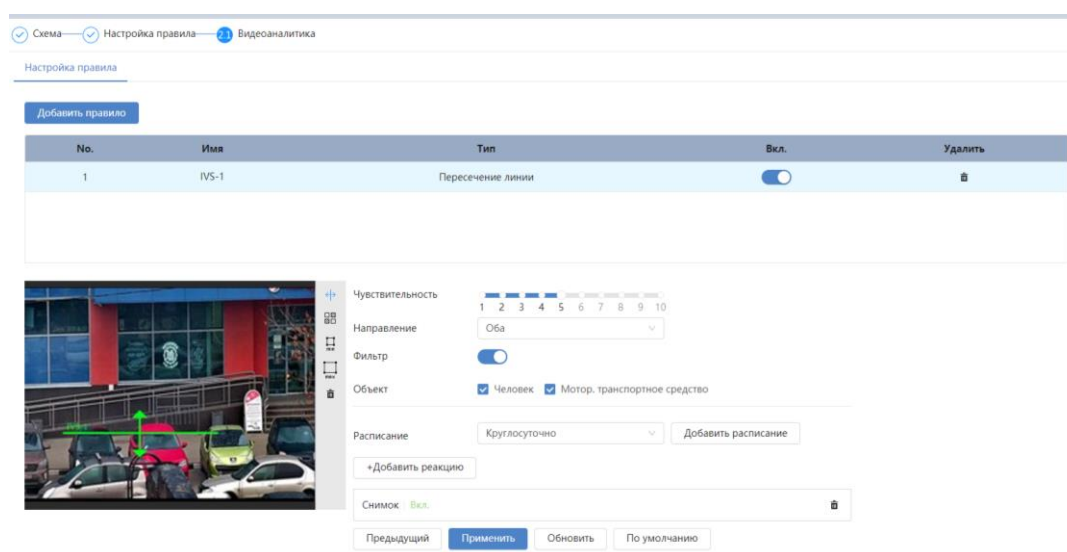 Схема Настройка правила 2.1 Видеоаналитика
Настройка правила
Добавить правило
No. Имя Тип Вкл. Удалить
1 IVS-1 Пересечение линии
Чувствительность
1 2 3 4 5 6 7 8 9 10
Направление Оба
Фильтр
Объект Человек Мотор. транспортное средство
IVS-1
Расписание Круглосуточно Добавить расписание
+Добавить реакцию
Снимок Вкл.
Предыдущий Применить Обновить По умолчанию